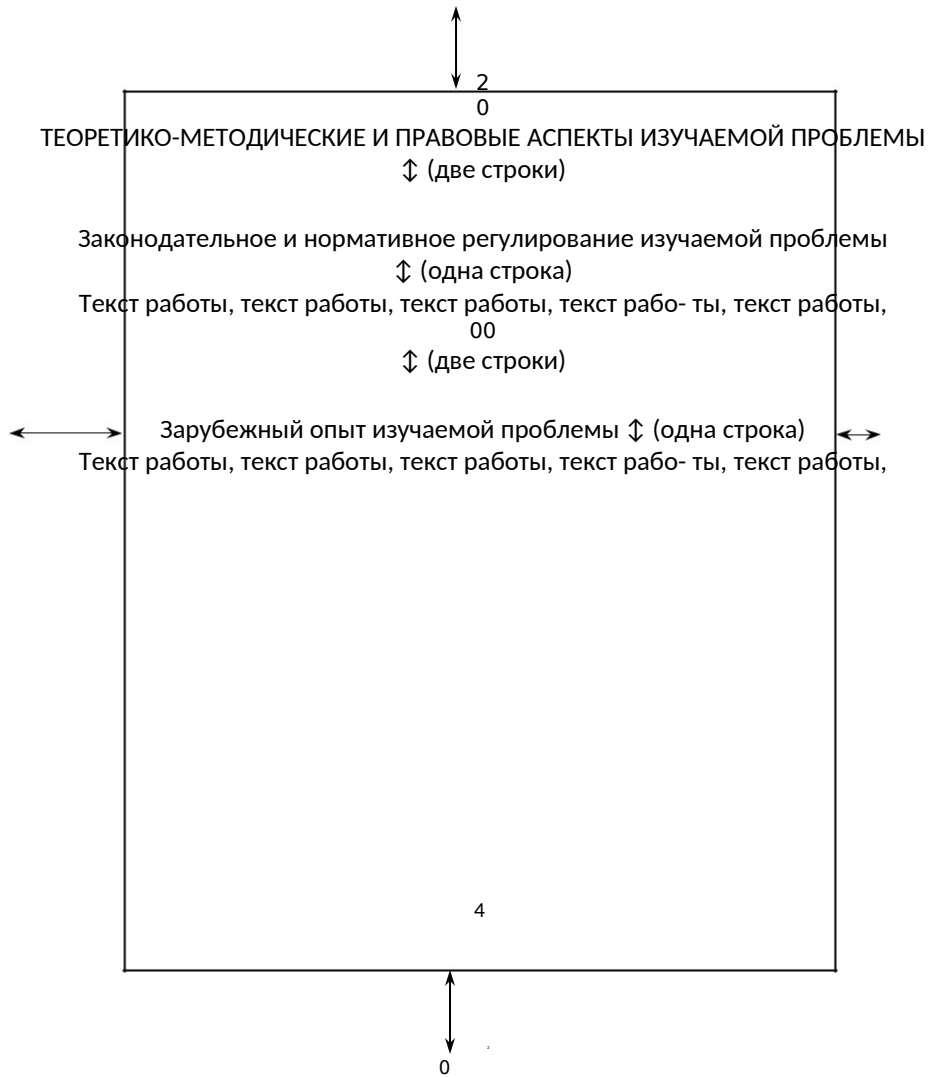 2
0
ТЕОРЕТИКО-МЕТОДИЧЕСКИЕ И ПРАВОВЫЕ АСПЕКТЫ ИЗУЧАЕМОЙ ПРОБЛЕМЫ
↕ (две строки)
Законодательное и нормативное регулирование изучаемой проблемы
↕ (одна строка)
Текст работы, текст работы, текст работы, текст рабо- ты, текст работы,
00
↕ (две строки)
Зарубежный опыт изучаемой проблемы ↕ (одна строка)
Текст работы, текст работы, текст работы, текст рабо- ты, текст работы,
4
2
0